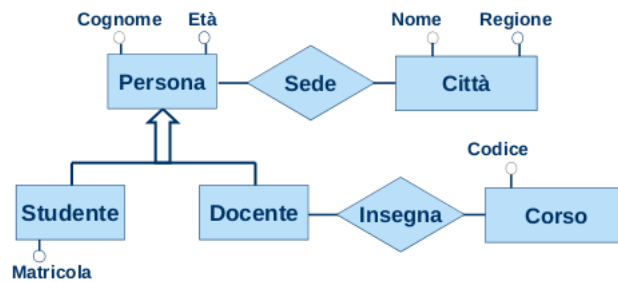 Cognome Età Nome Regione
Persona Sede Città
Codice
Studente Docente Insegna Corso
Matricola